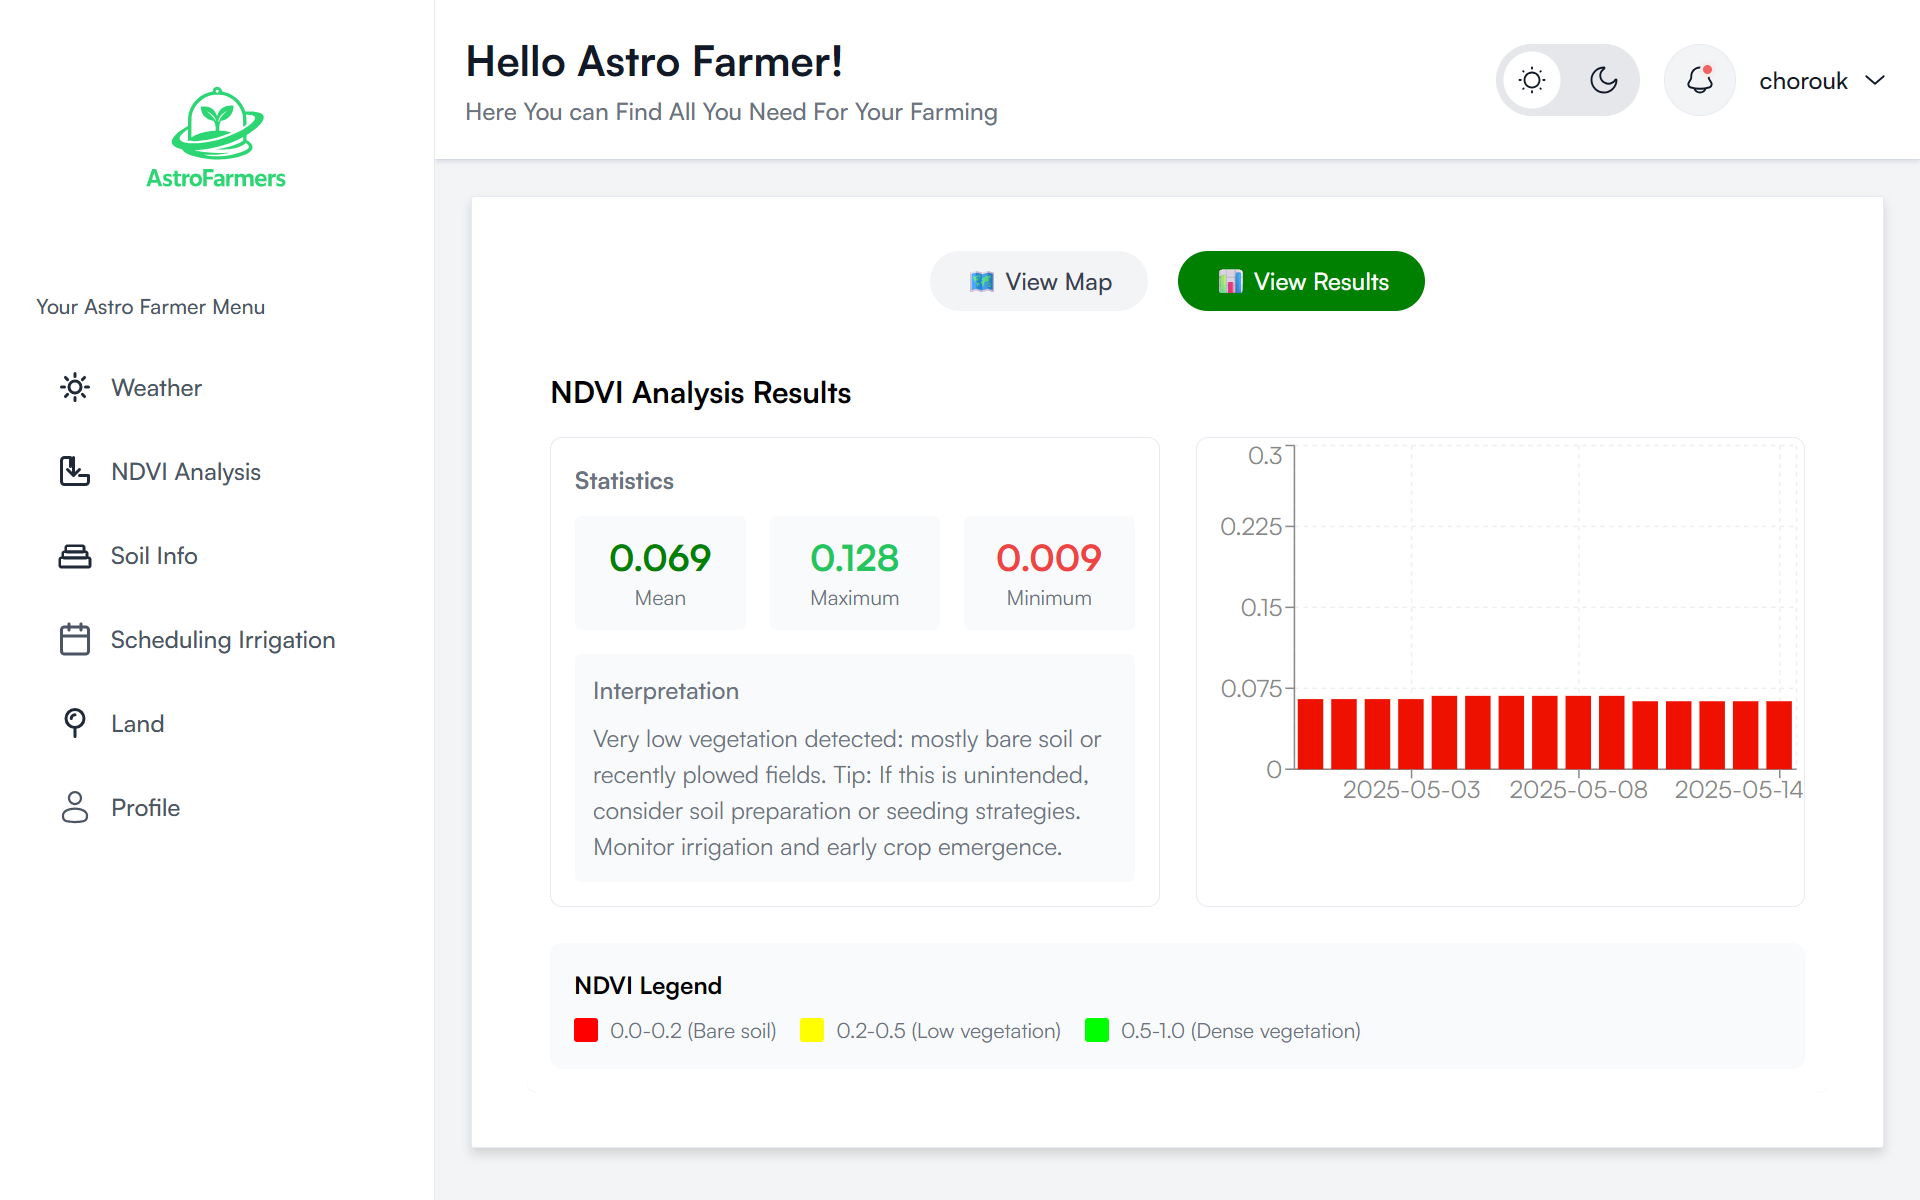 AstroFarmers
Your Astro Farmer Menu
Weather
NDVI Analysis
Soil Info
Scheduling Irrigation
Land
Profile
Hello Astro Farmer!
Here You can Find All You Need For Your Farming
chorouk
View Map
View Results
NDVI Analysis Results
Statistics
0.069
Mean
0.128
Maximum
0.009
Minimum
Interpretation
Very low vegetation detected: mostly bare soil or
recently plowed fields. Tip: If this is unintended,
consider soil preparation or seeding strategies.
Monitor irrigation and early crop emergence.
0.3
0.225
0.15
0.075
0
2025-05-03 2025-05-08 2025-05-14
NDVI Legend
0.0-0.2 (Bare soil) 0.2-0.5 (Low vegetation) 0.5-1.0 (Dense vegetation)